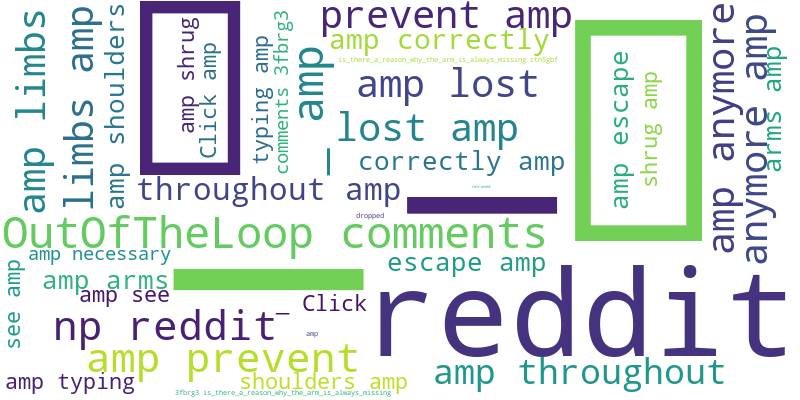 amp limbs
limbs amp
amp shoulders
amp shrug
Click amp
typing amp
comments 3fbrg3
_ amp
prevent amp
amp correctly
is_there_a_reason_why_the_arm_is_always_missing ctn5gbf
amp lost
_lost amp
correctly amp
amp escape
shrug amp
amp anymore
anymore amp
arms amp
throughout amp
dropped
OutOfTheLoop comments
amp necessary
escape amp
see amp
amp arms
amp see
_ Click
reddit
np reddit
amp
amp prevent
amp throughout
amp typing
shoulders amp
3fbrg3 is_there_a_reason_why_the_arm_is_always_missing